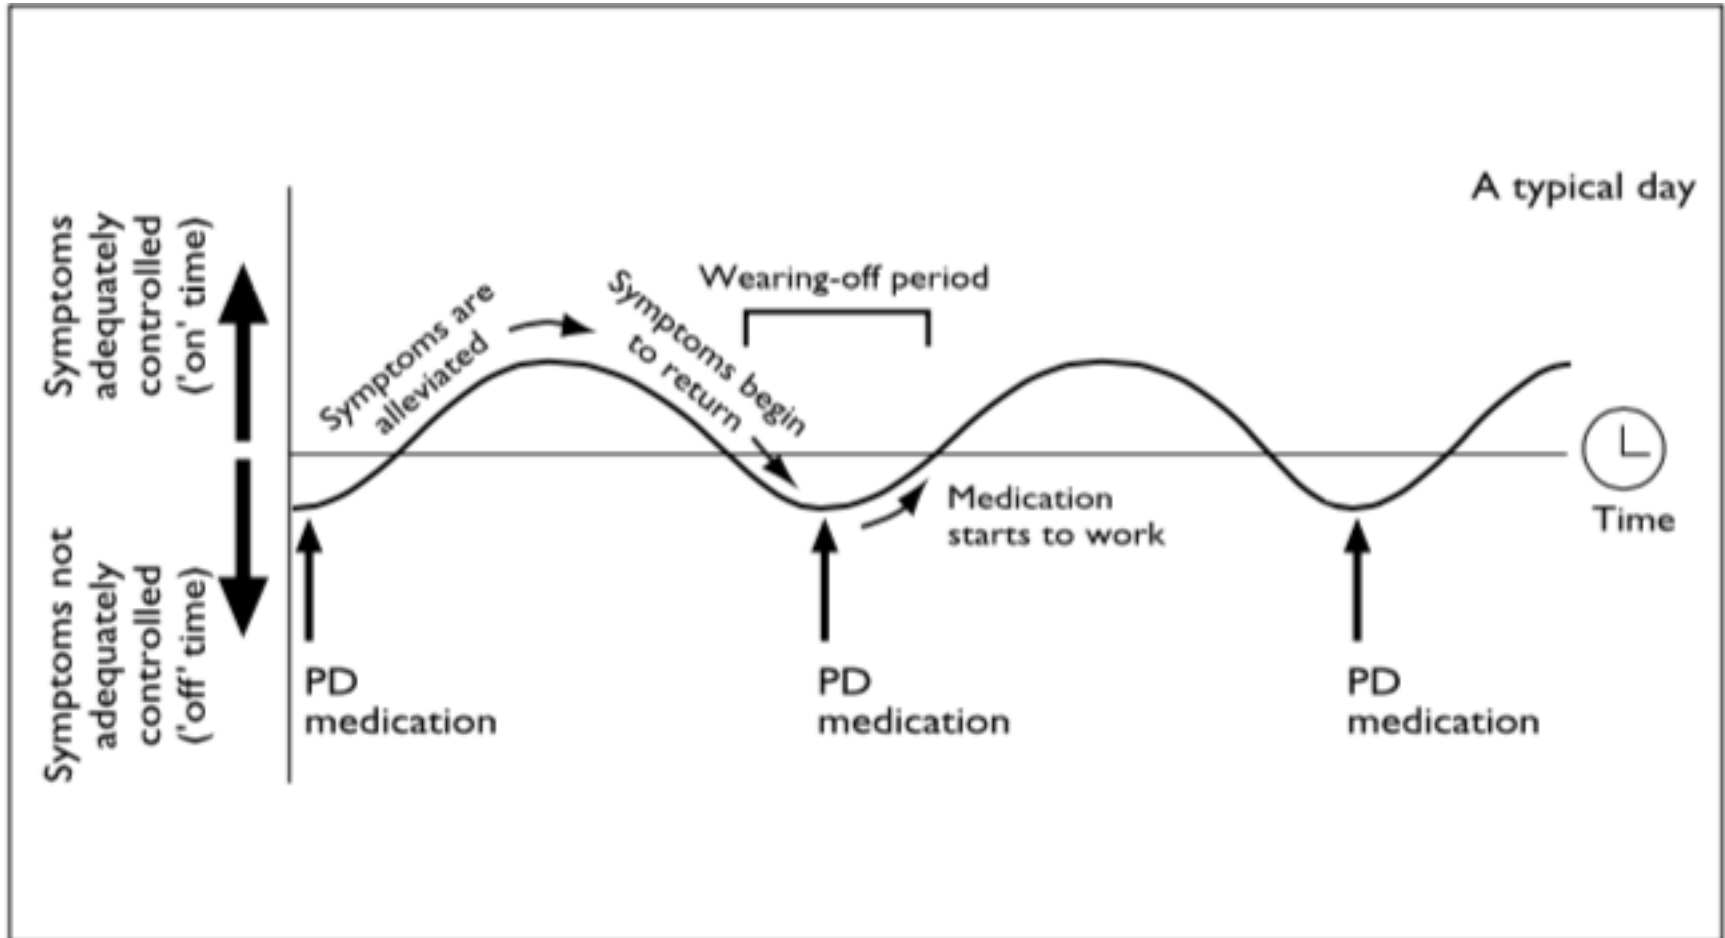 A typical day
Symptoms
adequately
controlled
('on' time)
Symptoms not
adequately
controlled
('off' time)
Symptoms are
alleviated
Symptoms begin
to return
Wearing-off period
Medication
starts to work
Time
PD
medication
PD
medication
PD
medication